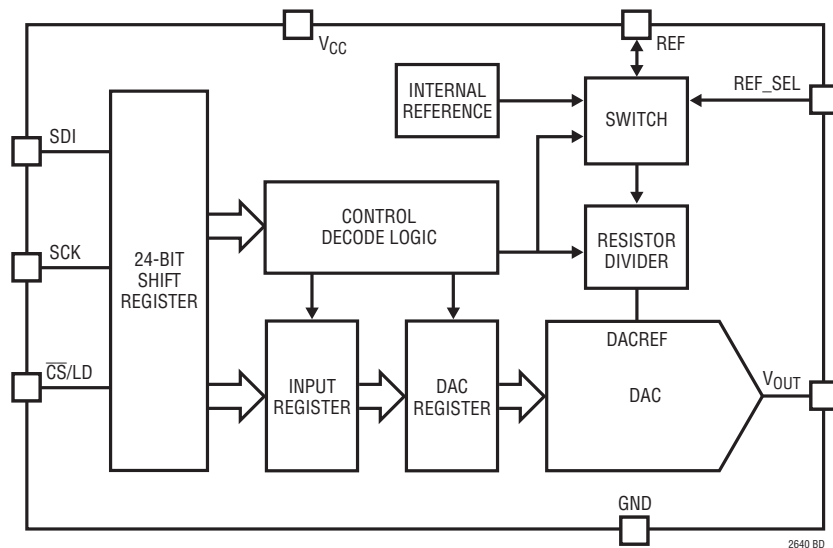 VCC
REF
INTERNAL
REFERENCE
SWITCH
REF_SEL
SDI
SCK
CS/LD
24-BIT
SHIFT
REGISTER
CONTROL
DECODE LOGIC
RESISTOR
DIVIDER
INPUT
REGISTER
DAC
REGISTER
DACREF
DAC
VOUT
GND
2640 BD